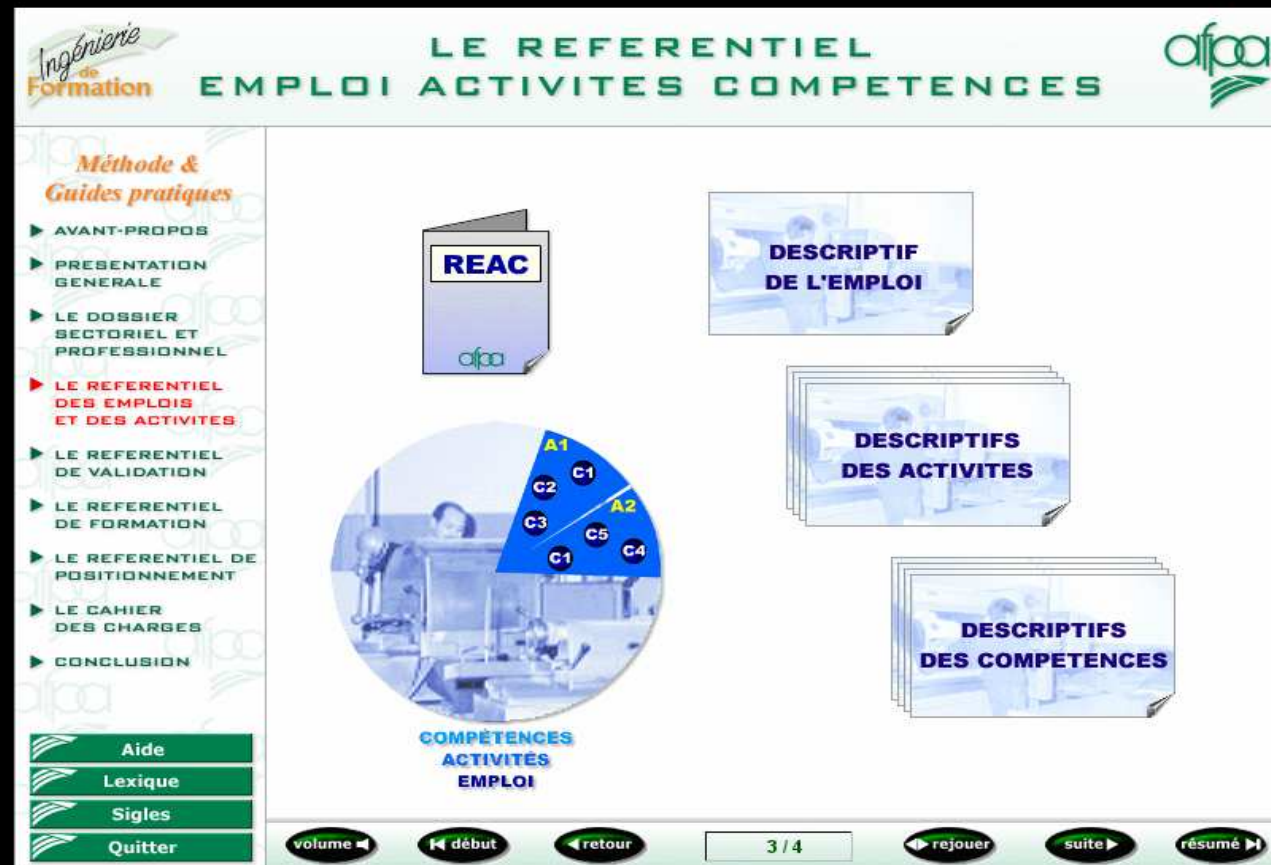 Ingénierie
de
Formation
LE REFERENTIEL
EMPLOI ACTIVITES COMPETENCES
afpa
Méthode &
Guides pratiques
AVANT-PROPOS
PRESENTATION
GENERALE
LE DOSSIER
SECTORIEL ET
PROFESSIONNEL
LE REFERENTIEL
DES EMPLOIS
ET DES ACTIVITES
LE REFERENTIEL
DE VALIDATION
LE REFERENTIEL
DE FORMATION
LE REFERENTIEL DE
POSITIONNEMENT
LE CAHIER
DES CHARGES
CONCLUSION
Aide
Lexique
Sigles
Quitter
REAC
afpa
A1
C1
C2
C3
A2
C5
C4
C1
COMPÉTENCES
ACTIVITÉS
EMPLOI
DESCRIPTIF
DE L'EMPLOI
DESCRIPTIFS
DES ACTIVITES
DESCRIPTIFS
DES COMPETENCES
volume
début
retour
3 / 4
rejouer
suite
résumé